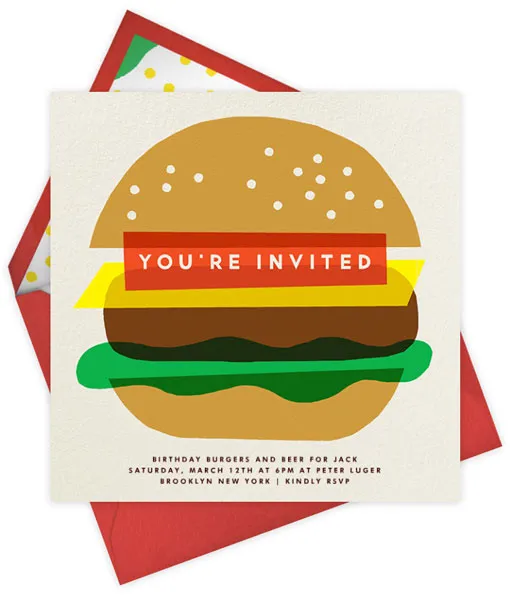 YOU'RE INVITED
BIRTHDAY BURGERS AND BEER FOR JACK
SATURDAY, MARCH 12TH AT 6PM AT PETER LUGER
BROOKLYN NEW YORK | KINDLY RSVP